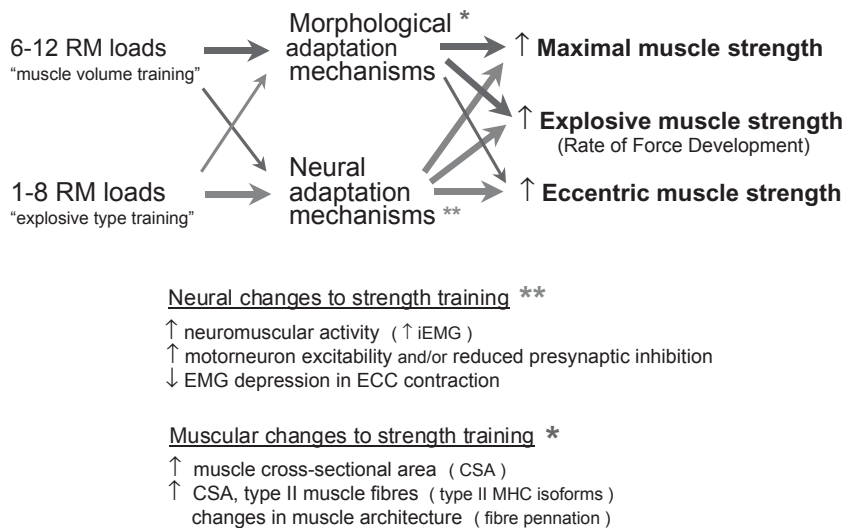 6-12 RM loads
“muscle volume training”
Morphological *
adaptation
mechanisms
↑ Maximal muscle strength
↑ Explosive muscle strength
(Rate of Force Development)
1-8 RM loads
“explosive type training”
Neural
adaptation
mechanisms **
↑ Eccentric muscle strength
Neural changes to strength training **
↑ neuromuscular activity ( ↑ iEMG )
↑ motorneuron excitability and/or reduced presynaptic inhibition
↓ EMG depression in ECC contraction
Muscular changes to strength training *
↑ muscle cross-sectional area ( CSA )
↑ CSA, type II muscle fibres ( type II MHC isoforms )
changes in muscle architecture ( fibre pennation )